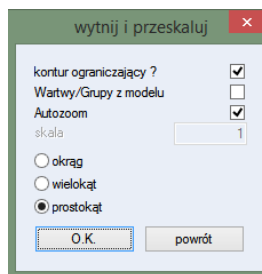 wytnij i przeskaluj
kontur ograniczający ?
Wartwy/Grupy z modelu
Autozoom
skala 1
okrąg
wielokąt
prostokąt
O.K. powrót